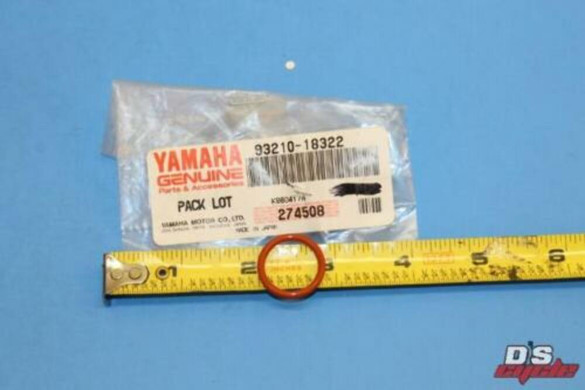 93210-18322
YAMAHA
GENUINE
Parts & Accessories
PACK LOT
274508
YAMAHA MOTOR CO.,LTD.
MADE IN JAPAN
1 2 3 4 5 6
INCHES
D'S
cycle